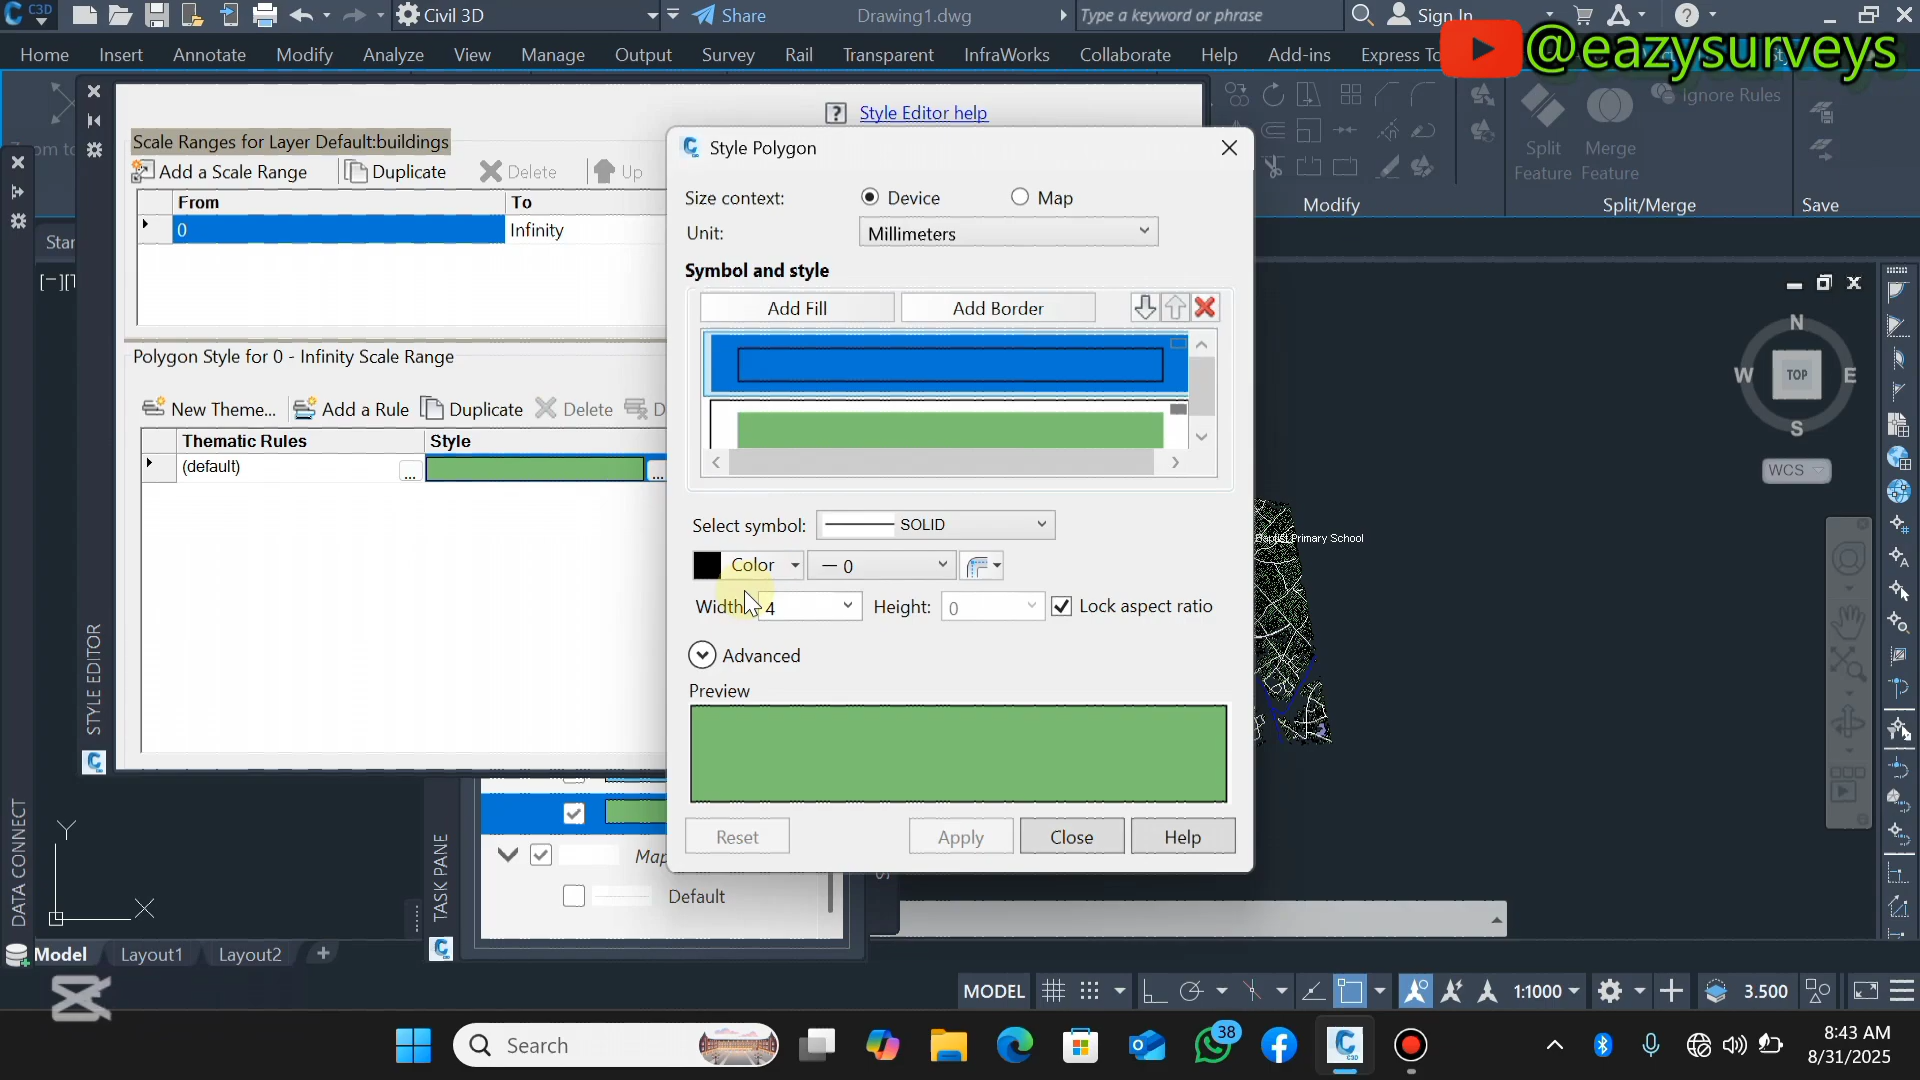 C3D
Civil 3D
Share
Drawing1.dwg
Type a keyword or phrase
Sign In
Home
Insert
Annotate
Modify
Analyze
View
Manage
Output
Survey
Rail
Transparent
InfraWorks
Collaborate
Help
Add-ins
Express To
@eazysurveys
Style Editor help
Ignore Rules
Scale Ranges for Layer Default:buildings
Add a Scale Range
Duplicate
Delete
Up
From
To
0
Infinity
Split
Feature
Merge
Feature
Modify
Split/Merge
Save
Style Polygon
Size context:
Device
Map
Unit:
Millimeters
Symbol and style
Add Fill
Add Border
Polygon Style for 0 - Infinity Scale Range
New Theme...
Add a Rule
Duplicate
Delete
D
Thematic Rules
Style
(default)
...
...
Select symbol:
SOLID
Color
0
Width:
4
Height:
0
Lock aspect ratio
Advanced
Preview
Reset
Apply
Close
Help
STYLE EDITOR
DATA CONNECT
TASK PANE
Map
Default
N
W
TOP
E
S
WCS
Baptist Primary School
Y
X
Model
Layout1
Layout2
+
MODEL
1:1000
3.500
Search
38
8:43 AM
8/31/2025